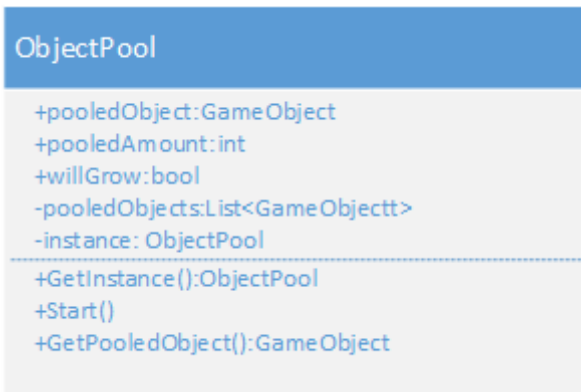 ObjectPool
+pooledObject:GameObject
+pooledAmount:int
+willGrow:bool
-pooledObjects:List<GameObjectt>
-instance: ObjectPool
+GetInstance():ObjectPool
+Start()
+GetPooledObject():GameObject